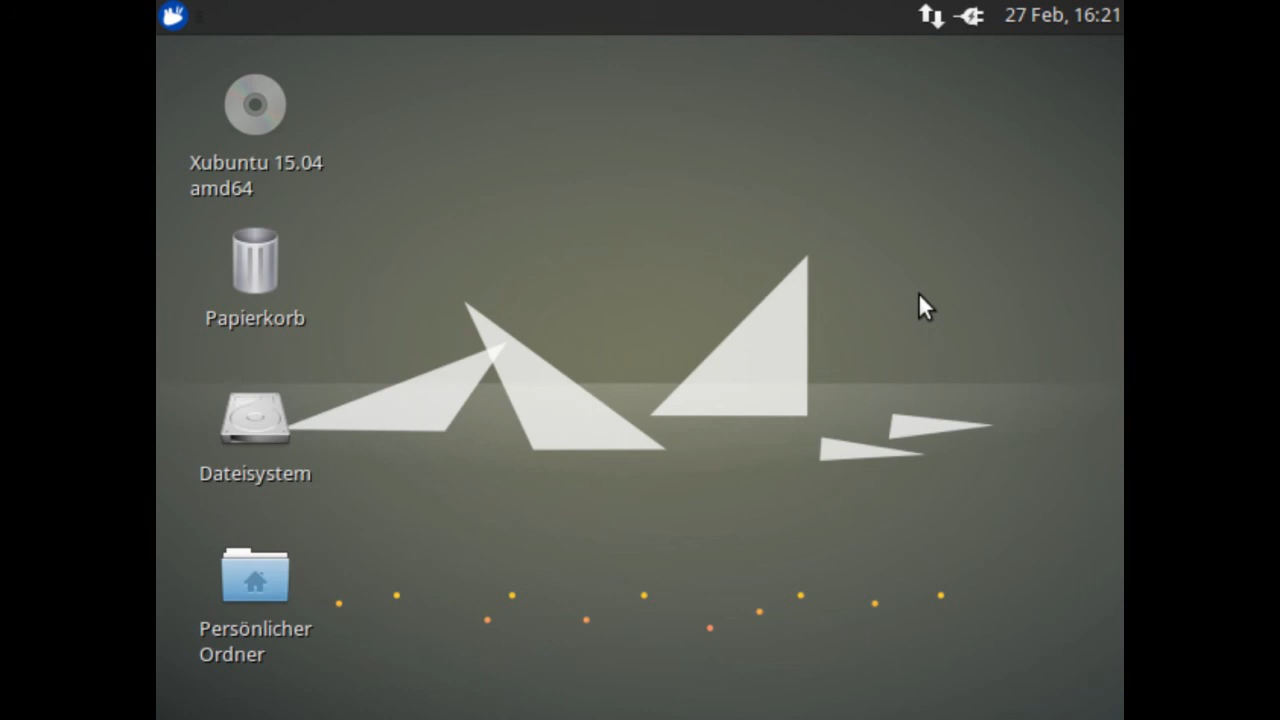 27 Feb, 16:21
Xubuntu 15.04
amd64
Papierkorb
Dateisystem
Persönlicher
Ordner